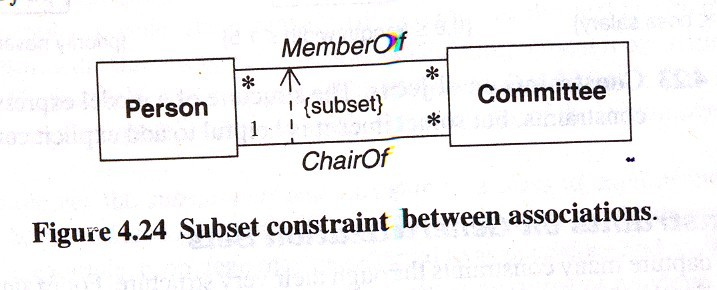 MemberOf
*
*
Person
{subset}
Committee
1
*
ChairOf
Figure 4.24 Subset constraint between associations.